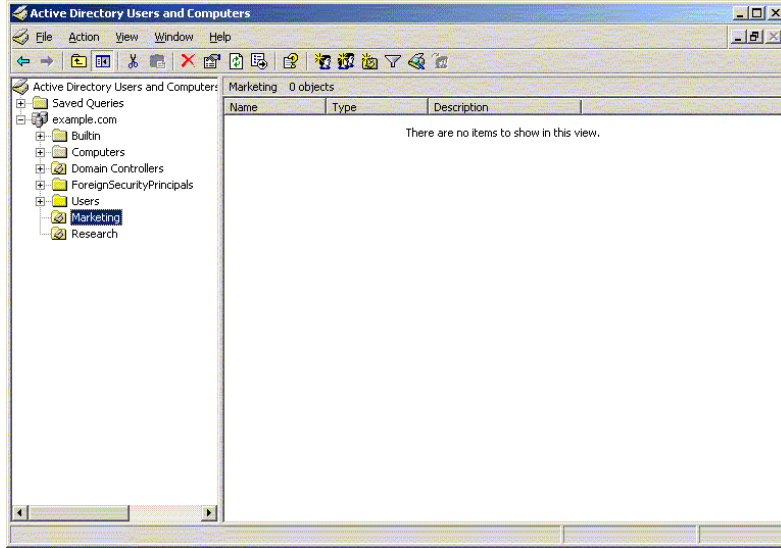 Active Directory Users and Computers
File Action View Window Help
Active Directory Users and Computers
Marketing 0 objects
Saved Queries
Name Type Description
example.com
There are no items to show in this view.
Builtin
Computers
Domain Controllers
ForeignSecurityPrincipals
Users
Marketing
Research